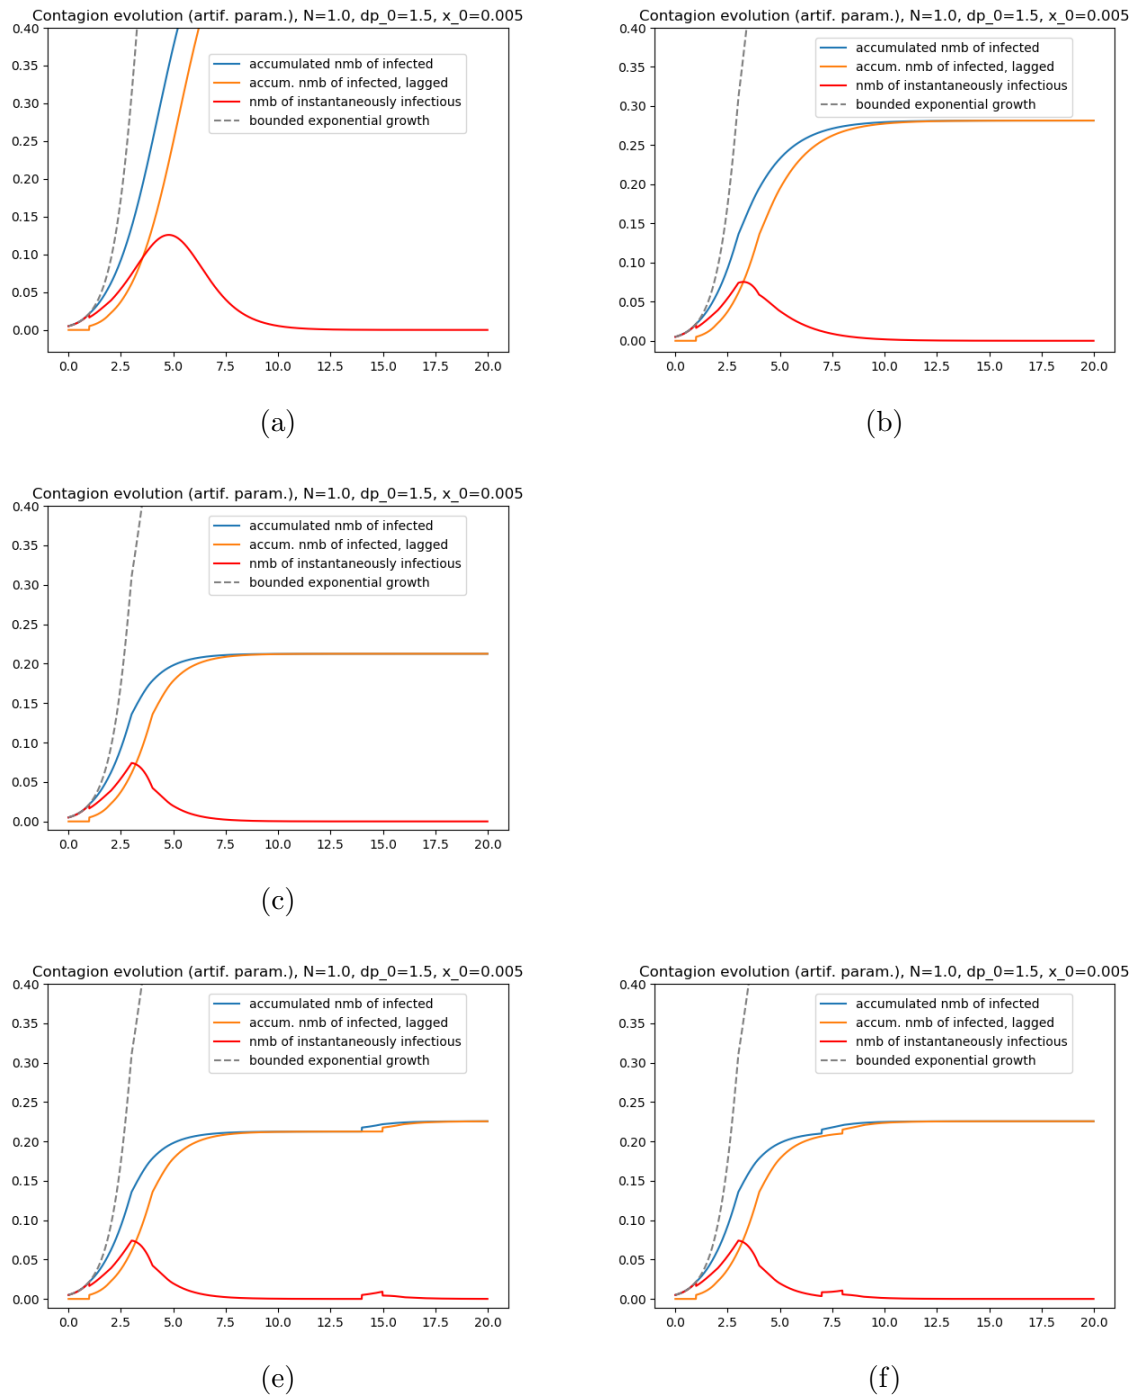 Contagion evolution (artif. param.), N=1.0, dp_0=1.5, x_0=0.005
0.40
0.35
0.30
0.25
0.20
0.15
0.10
0.05
0.00
accumulated nmb of infected
accum. nmb of infected, lagged
nmb of instantaneously infectious
bounded exponential growth
0.0 2.5 5.0 7.5 10.0 12.5 15.0 17.5 20.0
(a)
Contagion evolution (artif. param.), N=1.0, dp_0=1.5, x_0=0.005
0.40
0.35
0.30
0.25
0.20
0.15
0.10
0.05
0.00
accumulated nmb of infected
accum. nmb of infected, lagged
nmb of instantaneously infectious
bounded exponential growth
0.0 2.5 5.0 7.5 10.0 12.5 15.0 17.5 20.0
(b)
Contagion evolution (artif. param.), N=1.0, dp_0=1.5, x_0=0.005
0.40
0.35
0.30
0.25
0.20
0.15
0.10
0.05
0.00
accumulated nmb of infected
accum. nmb of infected, lagged
nmb of instantaneously infectious
bounded exponential growth
0.0 2.5 5.0 7.5 10.0 12.5 15.0 17.5 20.0
(c)
Contagion evolution (artif. param.), N=1.0, dp_0=1.5, x_0=0.005
0.40
0.35
0.30
0.25
0.20
0.15
0.10
0.05
0.00
accumulated nmb of infected
accum. nmb of infected, lagged
nmb of instantaneously infectious
bounded exponential growth
0.0 2.5 5.0 7.5 10.0 12.5 15.0 17.5 20.0
(e)
Contagion evolution (artif. param.), N=1.0, dp_0=1.5, x_0=0.005
0.40
0.35
0.30
0.25
0.20
0.15
0.10
0.05
0.00
accumulated nmb of infected
accum. nmb of infected, lagged
nmb of instantaneously infectious
bounded exponential growth
0.0 2.5 5.0 7.5 10.0 12.5 15.0 17.5 20.0
(f)